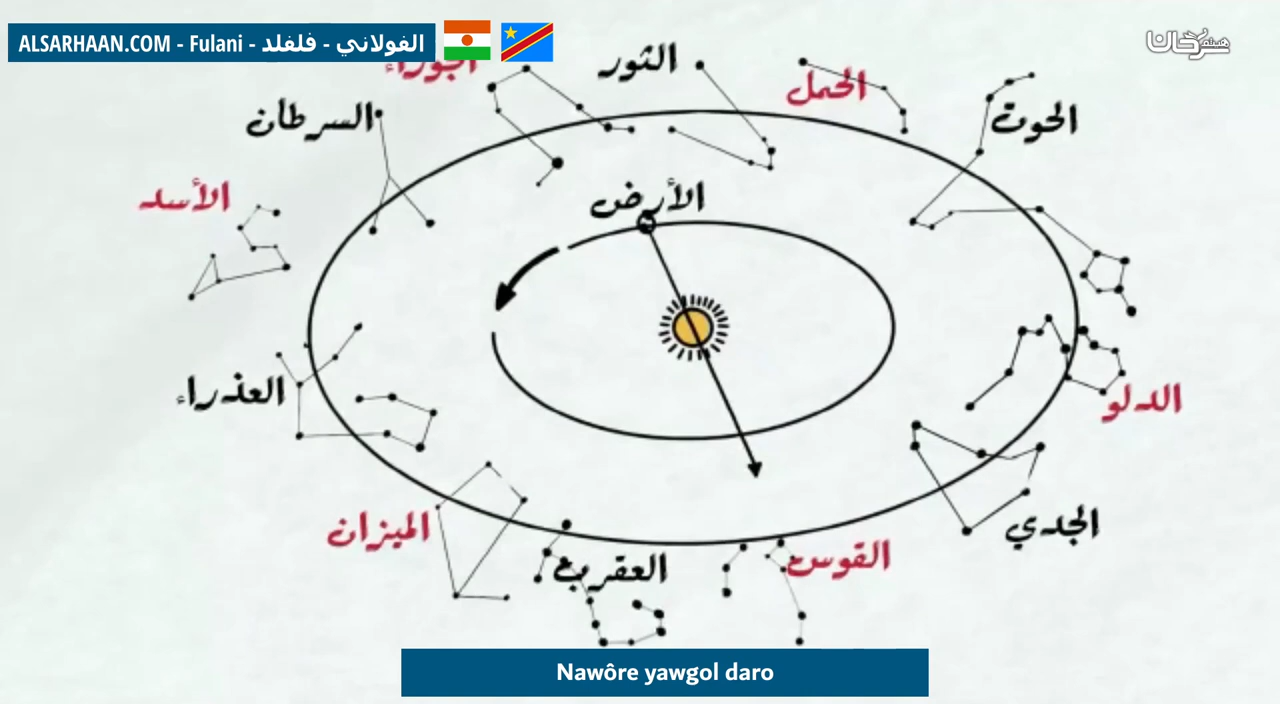 ALSARHAAN.COM - Fulani - الفولاني - فلفلد
الجوزاء
الثور
الحمل
الحوت
السرطان
الأسد
الأرض
العذراء
الدلو
الميزان
العقرب
القوس
الجدي
Nawôre yawgol daro